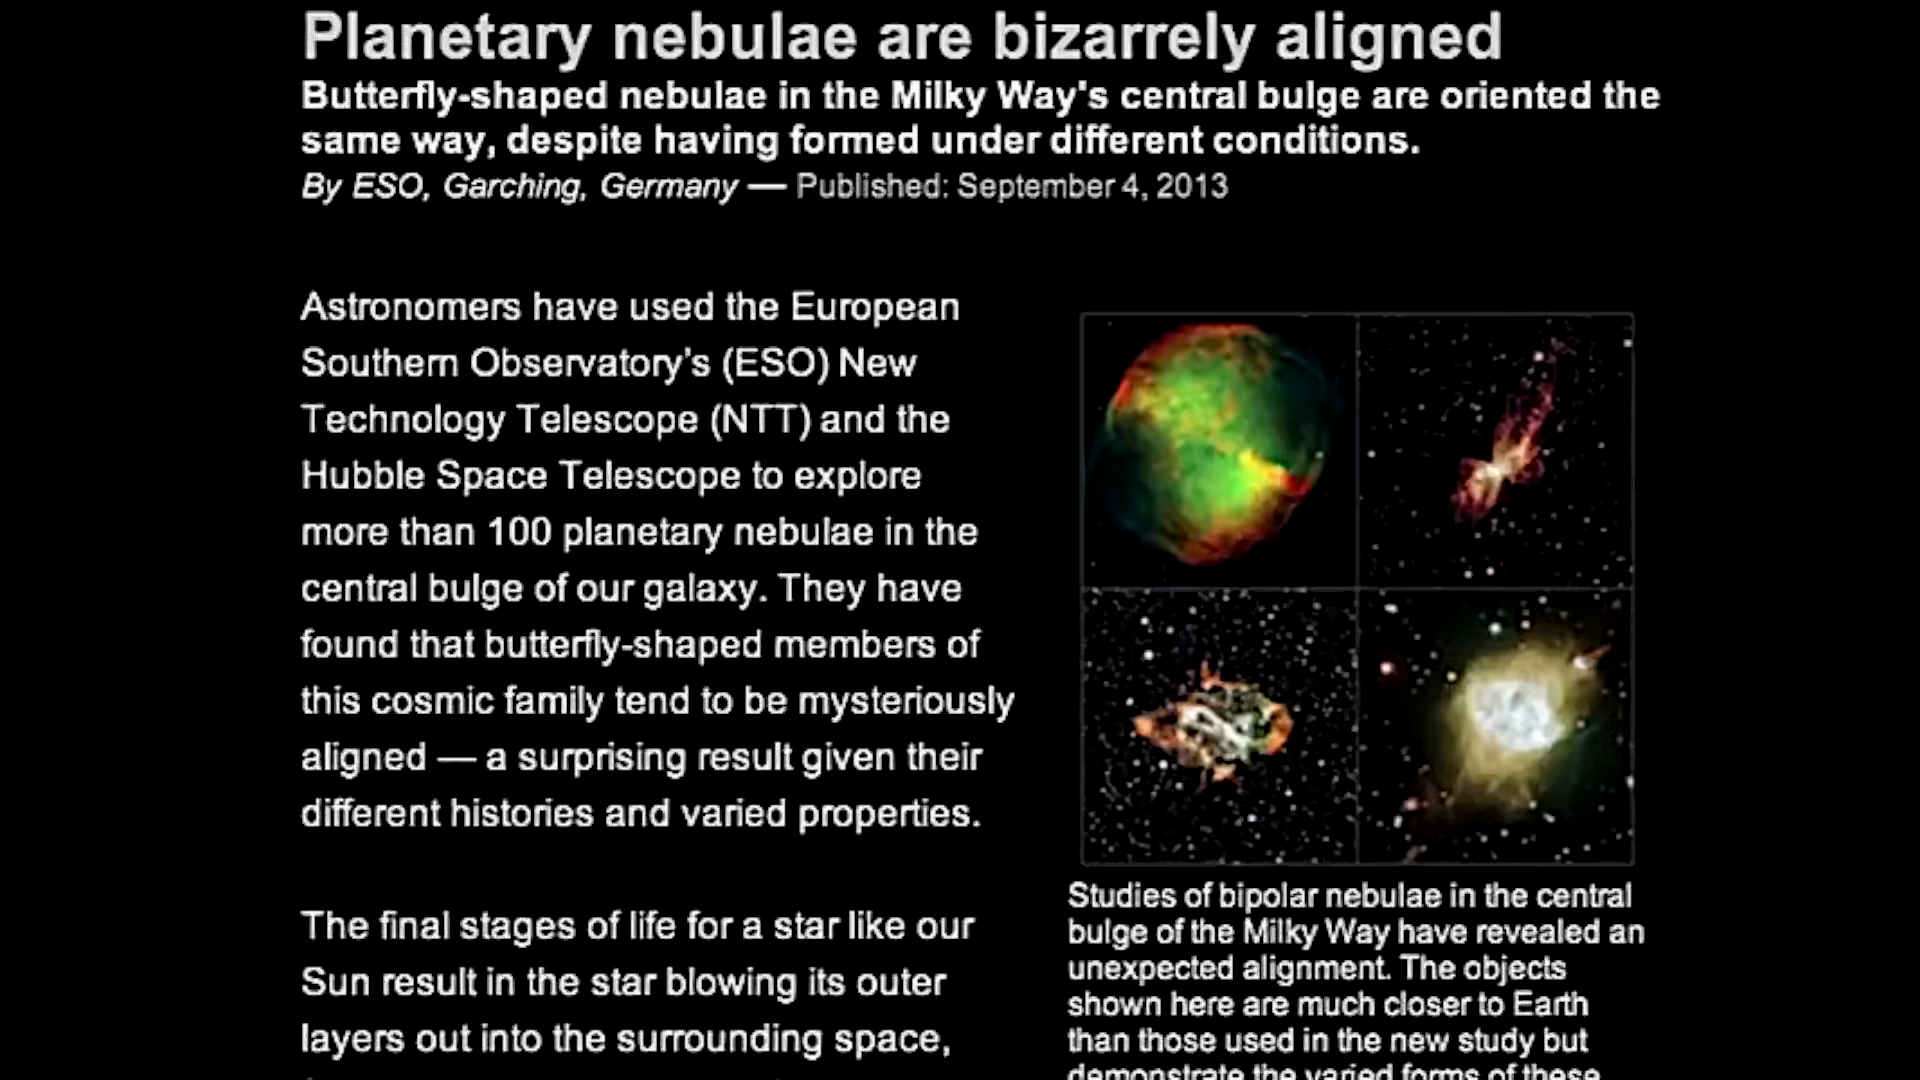 Planetary nebulae are bizarrely aligned
Butterfly-shaped nebulae in the Milky Way's central bulge are oriented the
same way, despite having formed under different conditions.
By ESO, Garching, Germany — Published: September 4, 2013
Astronomers have used the European
Southern Observatory's (ESO) New
Technology Telescope (NTT) and the
Hubble Space Telescope to explore
more than 100 planetary nebulae in the
central bulge of our galaxy. They have
found that butterfly-shaped members of
this cosmic family tend to be mysteriously
aligned — a surprising result given their
different histories and varied properties.
The final stages of life for a star like our
Sun result in the star blowing its outer
layers out into the surrounding space,
Studies of bipolar nebulae in the central
bulge of the Milky Way have revealed an
unexpected alignment. The objects
shown here are much closer to Earth
than those used in the new study but
demonstrate the varied forms of these